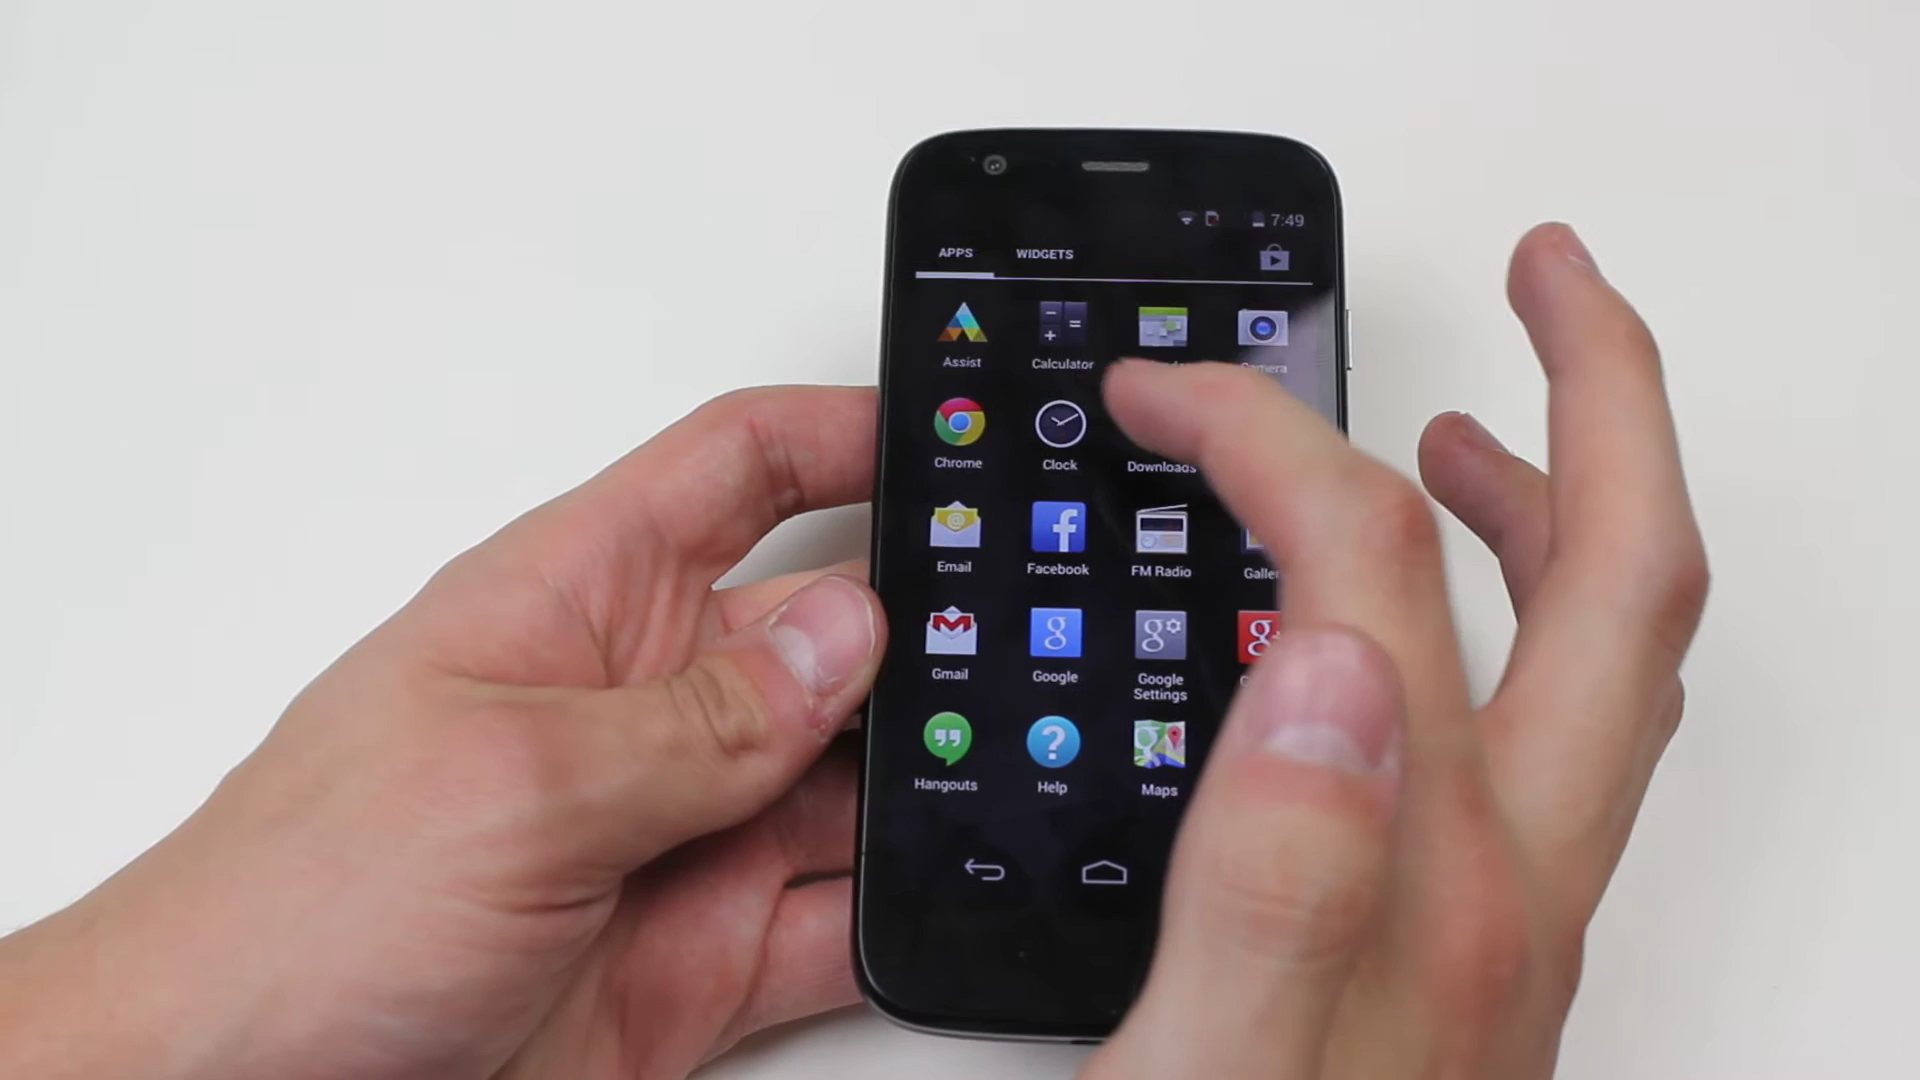 7:49
APPS WIDGETS
Assist Calculator Camera
Chrome Clock Downloads
Email Facebook FM Radio
Gmail Google Google
Settings
Hangouts Help Maps